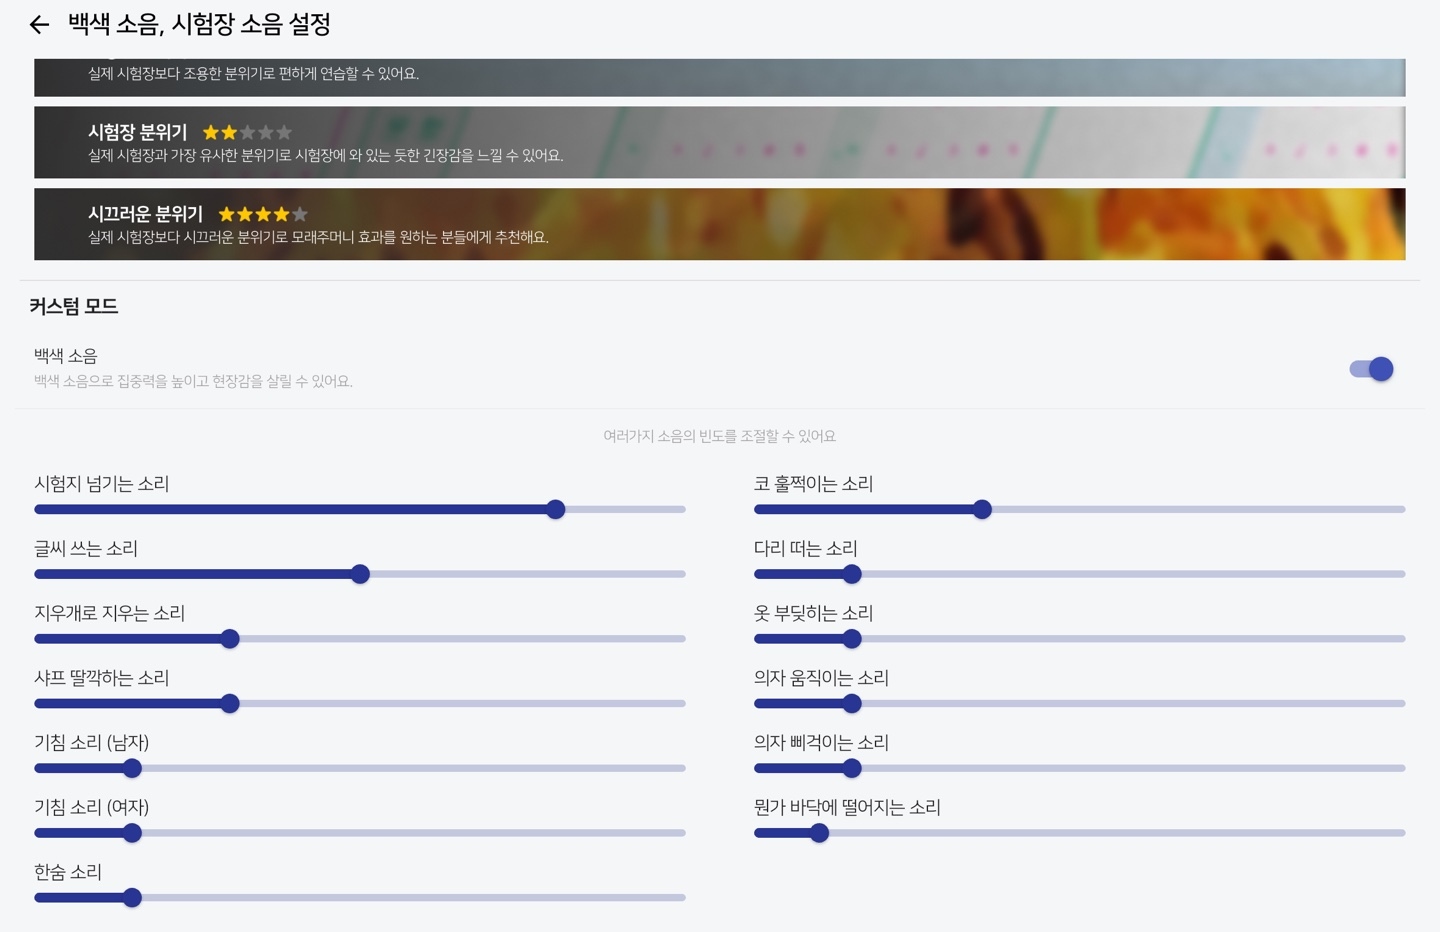 백색 소음, 시험장 소음 설정
실제 시험장보다 조용한 분위기로 편하게 연습할 수 있어요.
시험장 분위기
실제 시험장과 가장 유사한 분위기로 시험장에 와 있는 듯한 긴장감을 느낄 수 있어요.
시끄러운 분위기
실제 시험장보다 시끄러운 분위기로 모래주머니 효과를 원하는 분들에게 추천해요.
커스텀 모드
백색 소음
백색 소음으로 집중력을 높이고 현장감을 살릴 수 있어요.
여러가지 소음의 빈도를 조절할 수 있어요
시험지 넘기는 소리
글씨 쓰는 소리
지우개로 지우는 소리
샤프 딸깍하는 소리
기침 소리 (남자)
기침 소리 (여자)
한숨 소리
코 훌쩍이는 소리
다리 떠는 소리
옷 부딪히는 소리
의자 움직이는 소리
의자 삐걱이는 소리
뭔가 바닥에 떨어지는 소리